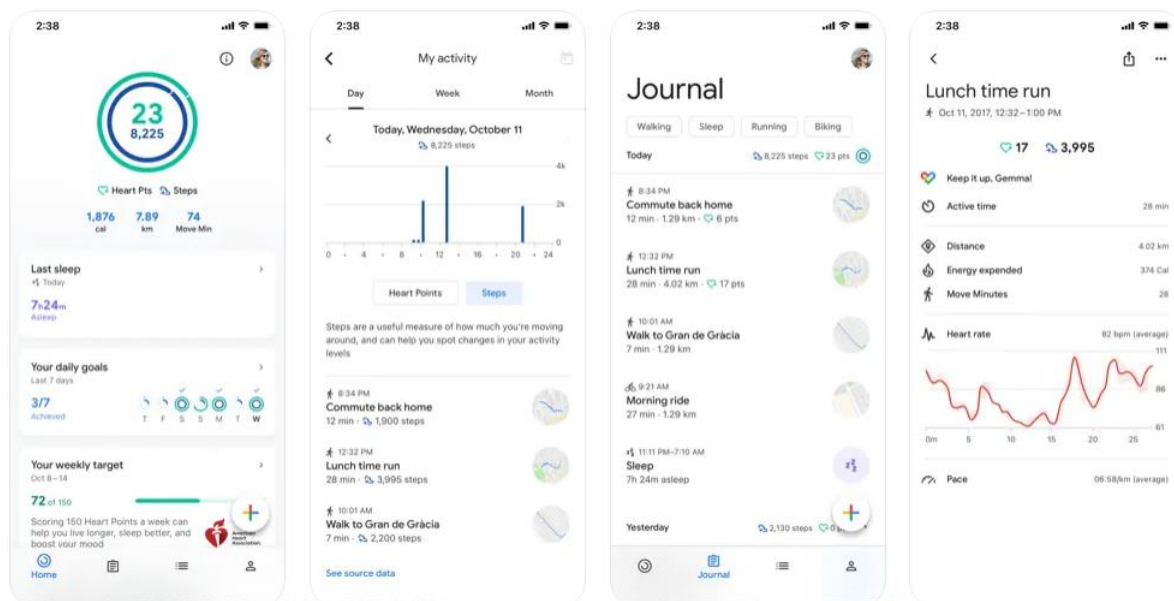 2:38
23
8,225
Heart Pts Steps
1,876 7.89 74
cal km Move Min
Last sleep
Today
7h24m
Asleep
Your daily goals
Last 7 days
3/7
Achieved
T F S S M T W
Your weekly target
Oct 8–14
72 of 150
Scoring 150 Heart Points a week can
help you live longer, sleep better, and
boost your mood
American
Heart
Association.
Home
2:38
My activity
Day Week Month
Today, Wednesday, October 11
8,225 steps
4k
2k
0
0 4 8 12 16 20 24
Heart Points Steps
Steps are a useful measure of how much you're moving
around, and can help you spot changes in your activity
levels
8:34 PM
Commute back home
12 min · 1,900 steps
12:32 PM
Lunch time run
28 min · 3,995 steps
10:01 AM
Walk to Gran de Gràcia
7 min · 2,200 steps
See source data
2:38
Journal
Walking Sleep Running Biking
Today 8,225 steps 23 pts
8:34 PM
Commute back home
12 min · 1.29 km · 6 pts
12:32 PM
Lunch time run
28 min · 4.02 km · 17 pts
10:01 AM
Walk to Gran de Gràcia
7 min · 1.29 km
9:21 AM
Morning ride
27 min · 1.29 km
11:11 PM–7:10 AM
Sleep
7h 24m asleep
Yesterday 2,130 steps 0
Journal
2:38
Lunch time run
Oct 11, 2017, 12:32–1:00 PM
17 3,995
Keep it up, Gemma!
Active time 28 min
Distance 4.02 km
Energy expended 374 Cal
Move Minutes 28
Heart rate 82 bpm (average)
111
86
61
0m 5 10 15 20 25
Pace 06:58/km (average)